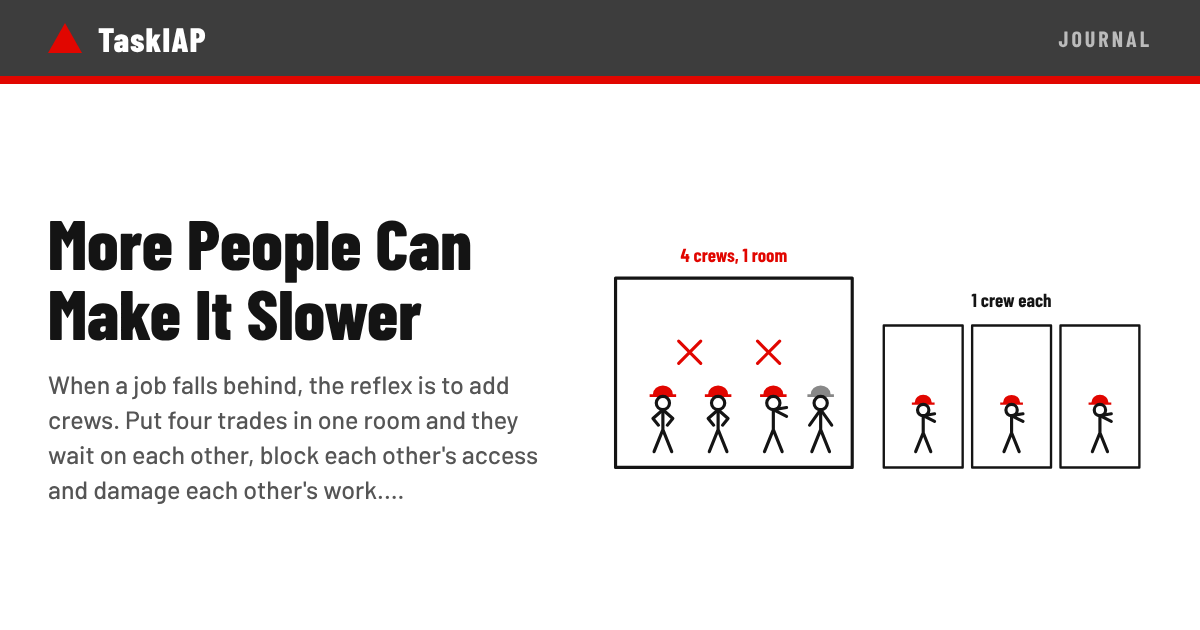 TaskIAP
JOURNAL
More People Can
Make It Slower
When a job falls behind, the reflex is to add
crews. Put four trades in one room and they
wait on each other, block each other's access
and damage each other's work....
4 crews, 1 room
1 crew each